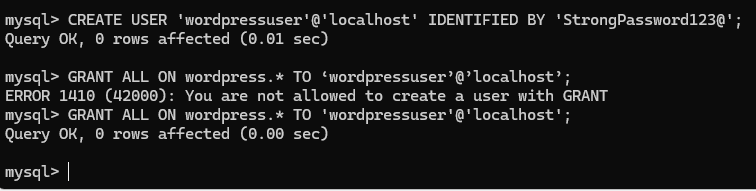 mysql> CREATE USER 'wordpressuser'@'localhost' IDENTIFIED BY 'StrongPassword123@';
Query OK, 0 rows affected (0.01 sec)
mysql> GRANT ALL ON wordpress.* TO ‘wordpressuser’@’localhost’;
ERROR 1410 (42000): You are not allowed to create a user with GRANT
mysql> GRANT ALL ON wordpress.* TO 'wordpressuser'@'localhost';
Query OK, 0 rows affected (0.00 sec)
mysql>